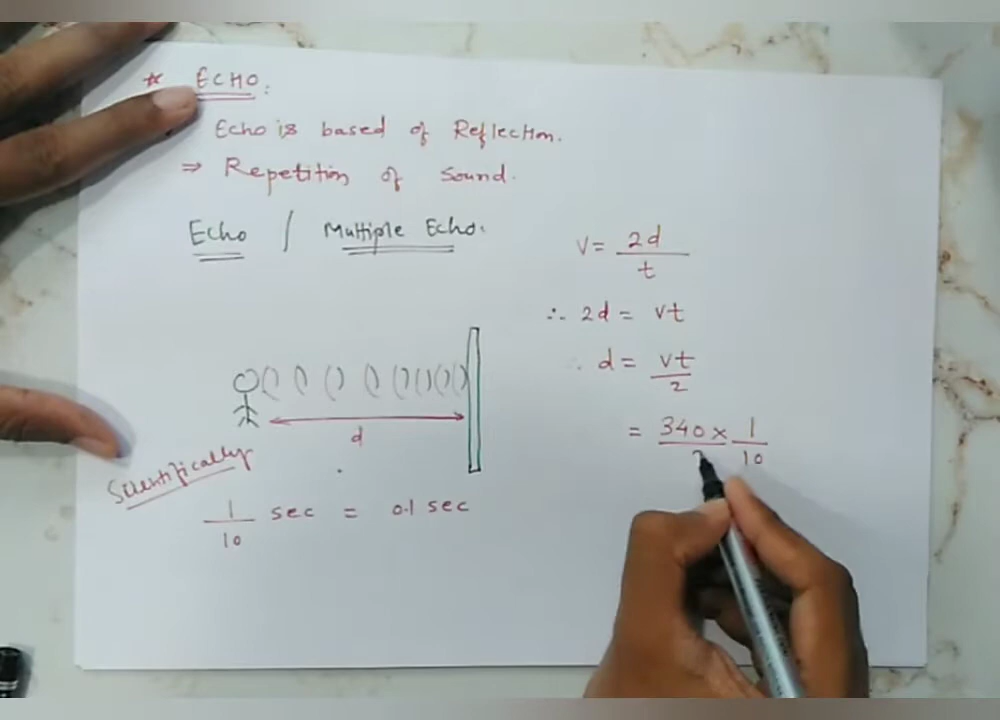 * ECHO:
Echo is based of Reflection.
⇒ Repetition of Sound.
Echo / Multiple Echo.
V = 2d/t
∴ 2d = vt
∴ d = vt/2
= 340/2 × 1/10
d
Scientifically
1/10 sec = 0.1 sec